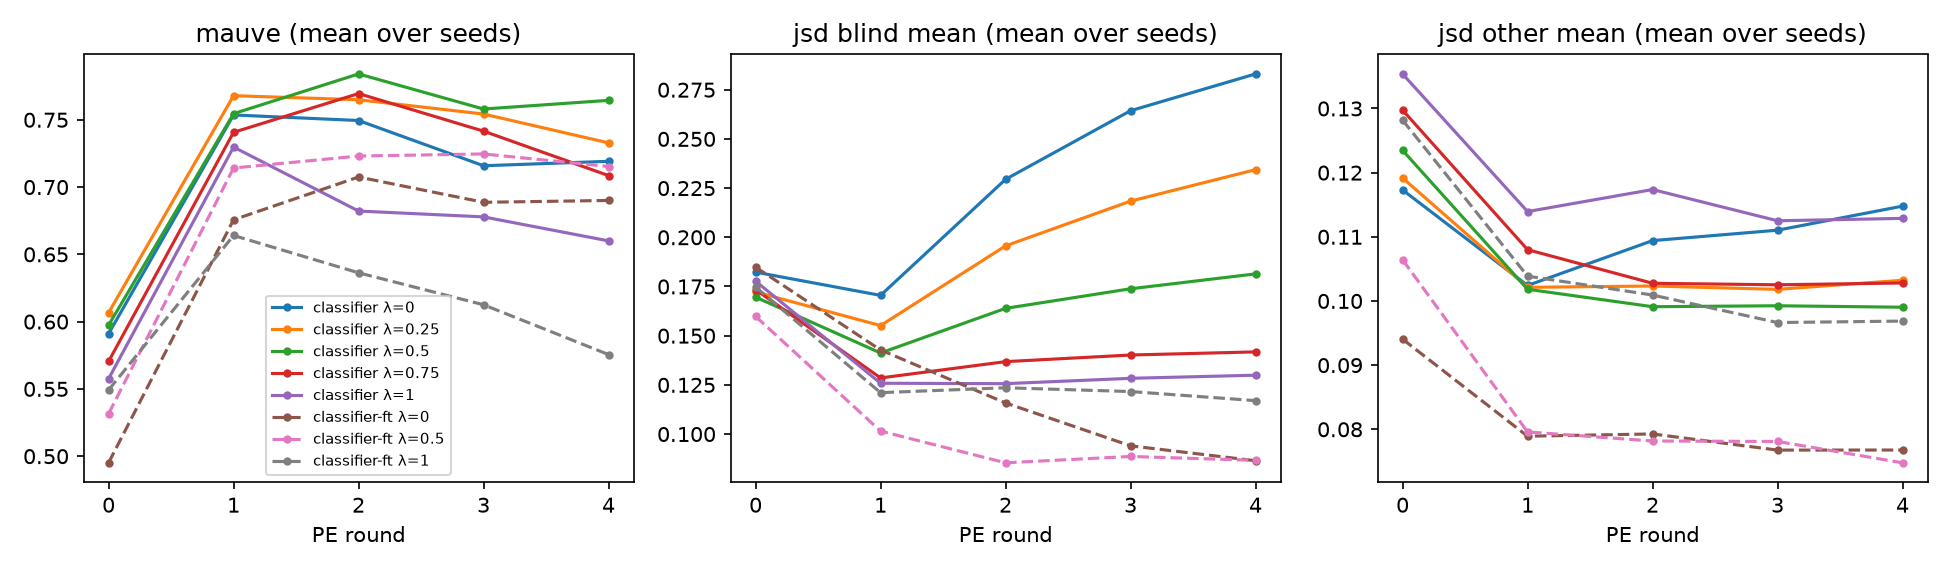 mauve (mean over seeds)
0.75
0.70
0.65
0.60
0.55
0.50
0
1
2
3
4
PE round
classifier λ=0
classifier λ=0.25
classifier λ=0.5
classifier λ=0.75
classifier λ=1
classifier-ft λ=0
classifier-ft λ=0.5
classifier-ft λ=1
jsd blind mean (mean over seeds)
0.275
0.250
0.225
0.200
0.175
0.150
0.125
0.100
0
1
2
3
4
PE round
jsd other mean (mean over seeds)
0.13
0.12
0.11
0.10
0.09
0.08
0
1
2
3
4
PE round